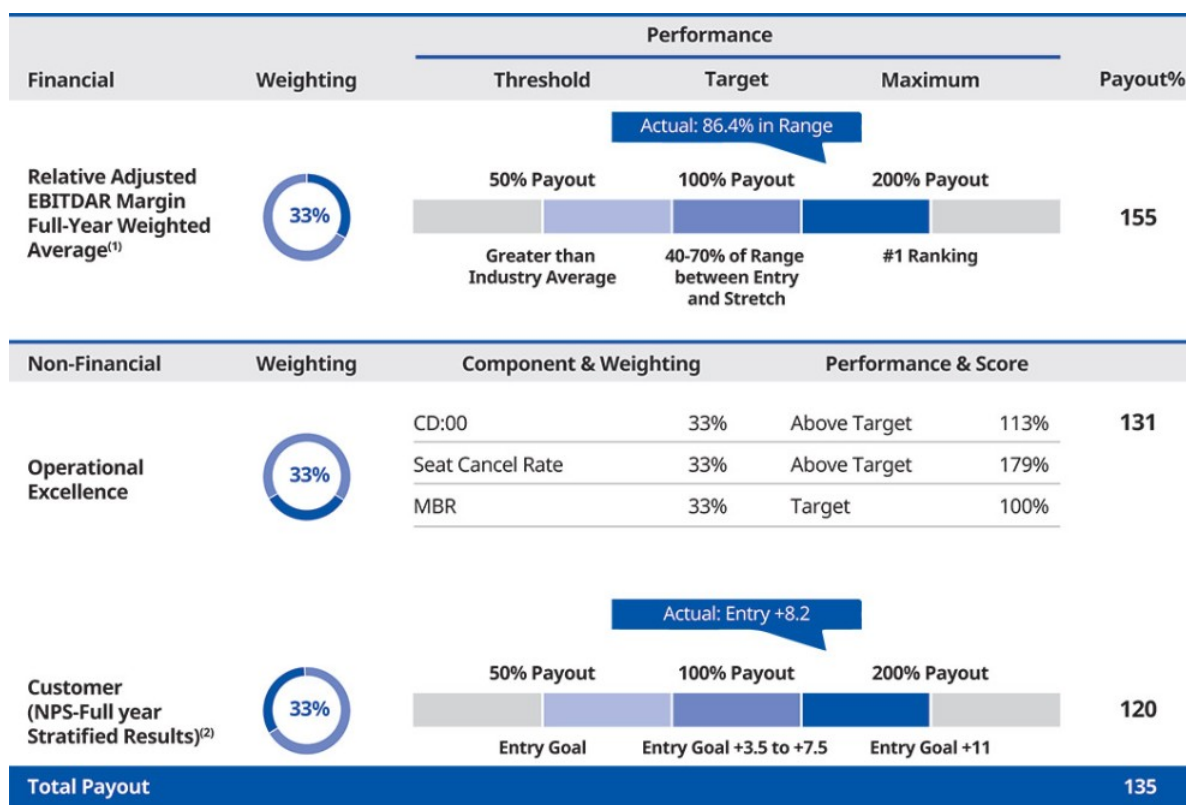 Performance
Financial Weighting Threshold Target Maximum Payout%
Actual: 86.4% in Range
Relative Adjusted
EBITDAR Margin
Full-Year Weighted
Average(1)
33%
50% Payout 100% Payout 200% Payout
Greater than
Industry Average
40-70% of Range
between Entry
and Stretch
#1 Ranking
155
Non-Financial Weighting Component & Weighting Performance & Score
Operational
Excellence
33%
CD:00 33% Above Target 113%
Seat Cancel Rate 33% Above Target 179%
MBR 33% Target 100%
131
Actual: Entry +8.2
Customer
(NPS-Full year
Stratified Results)(2)
33%
50% Payout 100% Payout 200% Payout
Entry Goal Entry Goal +3.5 to +7.5 Entry Goal +11
120
Total Payout 135